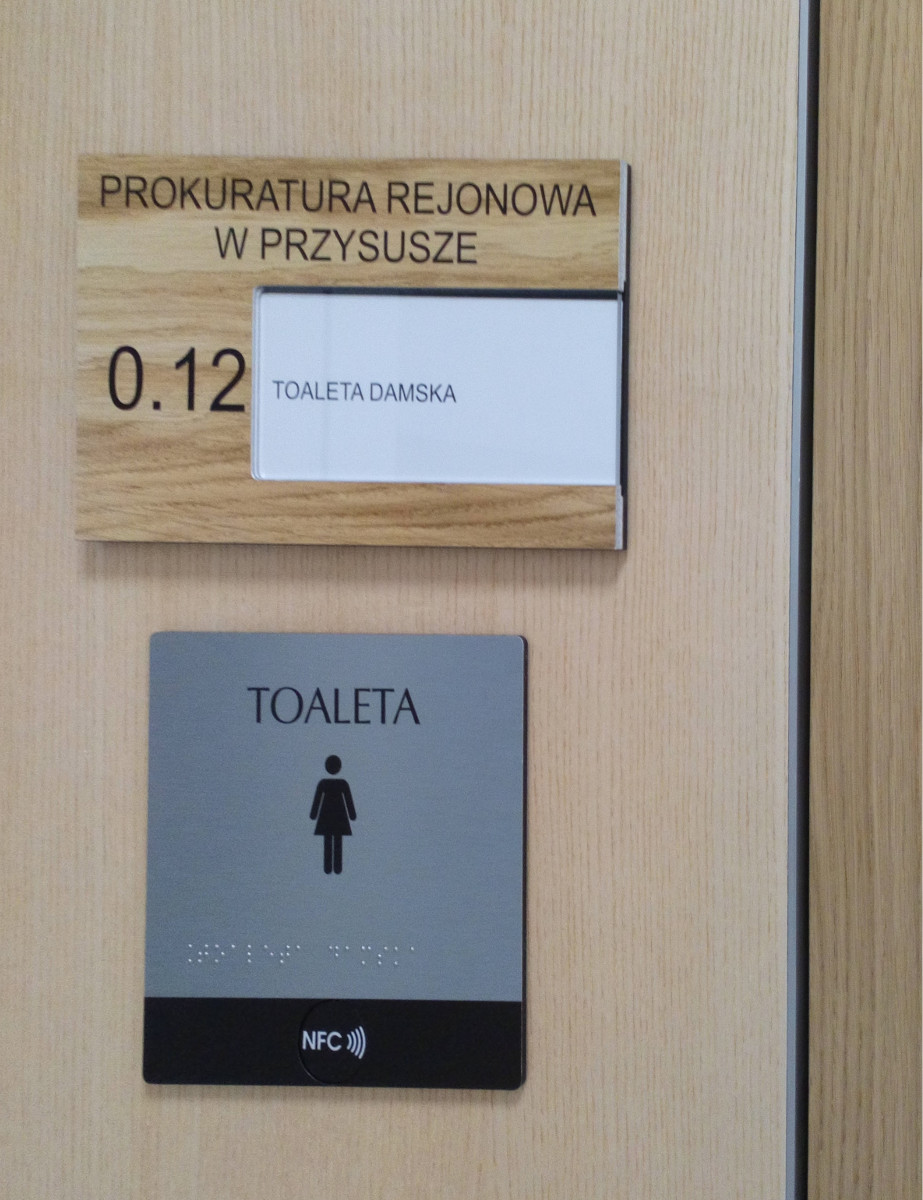 PROKURATURA REJONOWA
W PRZYSUSZE
0.12
TOALETA DAMSKA
TOALETA
NFC